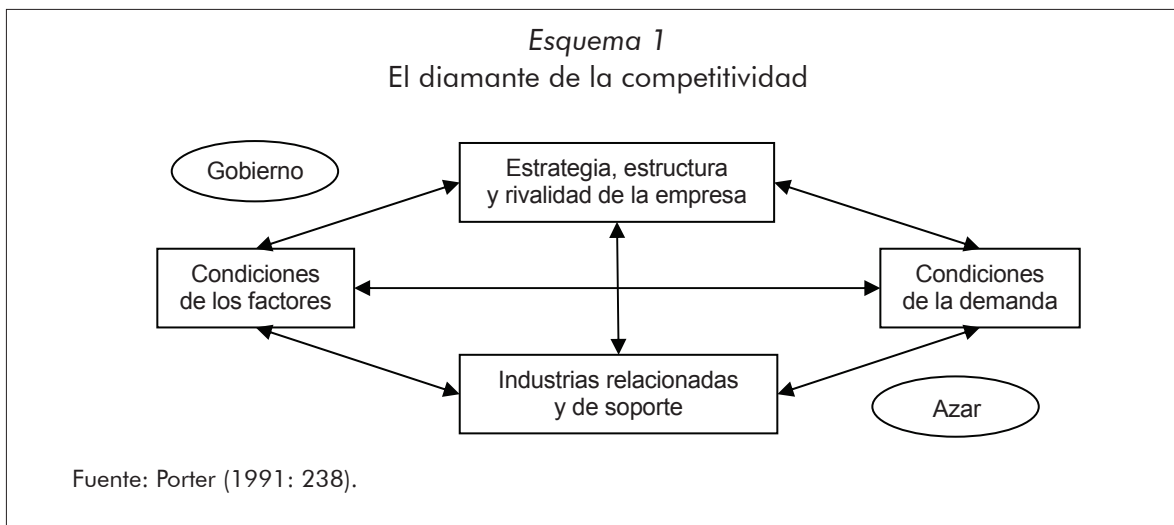 Esquema 1
El diamante de la competitividad
Gobierno
Estrategia, estructura
y rivalidad de la empresa
Condiciones
de los factores
Condiciones
de la demanda
Industrias relacionadas
y de soporte
Azar
Fuente: Porter (1991: 238).